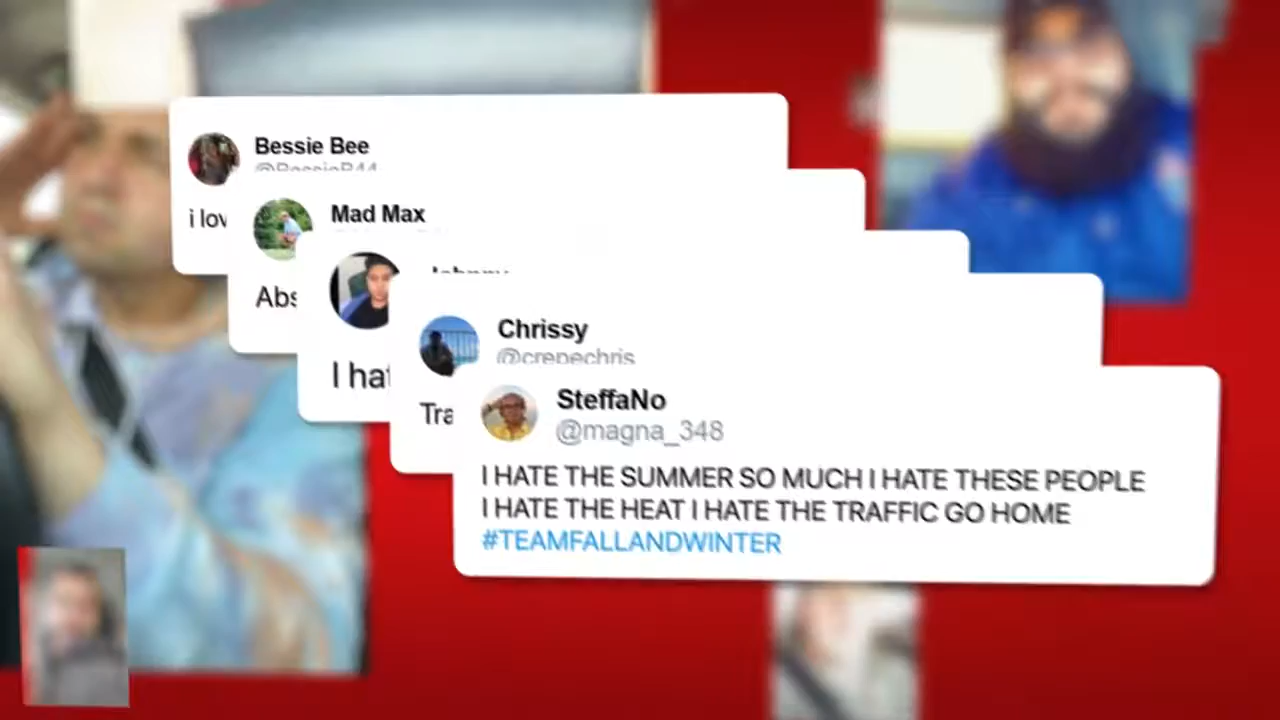 Bessie Bee
i lov
Mad Max
Abs
I hat
Chrissy
@crepechris
Tra
SteffaNo
@magna_348
I HATE THE SUMMER SO MUCH I HATE THESE PEOPLE
I HATE THE HEAT I HATE THE TRAFFIC GO HOME
#TEAMFALLANDWINTER